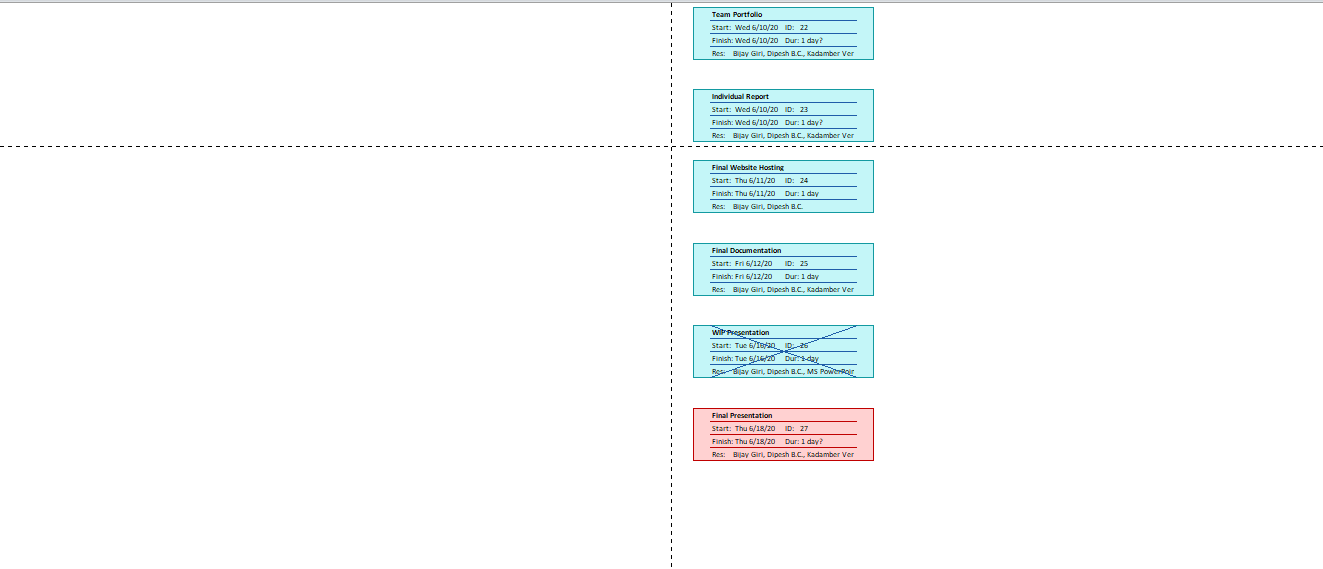 Team Portfolio
Start: Wed 6/10/20 ID: 22
Finish: Wed 6/10/20 Dur: 1 day?
Res: Bijay Giri, Dipesh B.C., Kadamber Ver
Individual Report
Start: Wed 6/10/20 ID: 23
Finish: Wed 6/10/20 Dur: 1 day?
Res: Bijay Giri, Dipesh B.C., Kadamber Ver
Final Website Hosting
Start: Thu 6/11/20 ID: 24
Finish: Thu 6/11/20 Dur: 1 day
Res: Bijay Giri, Dipesh B.C.
Final Documentation
Start: Fri 6/12/20 ID: 25
Finish: Fri 6/12/20 Dur: 1 day
Res: Bijay Giri, Dipesh B.C., Kadamber Ver
WIP Presentation
Start: Tue 6/16/20 ID: 26
Finish: Tue 6/16/20 Dur: 1 day
Res: Bijay Giri, Dipesh B.C., MS PowerPoir
Final Presentation
Start: Thu 6/18/20 ID: 27
Finish: Thu 6/18/20 Dur: 1 day?
Res: Bijay Giri, Dipesh B.C., Kadamber Ver